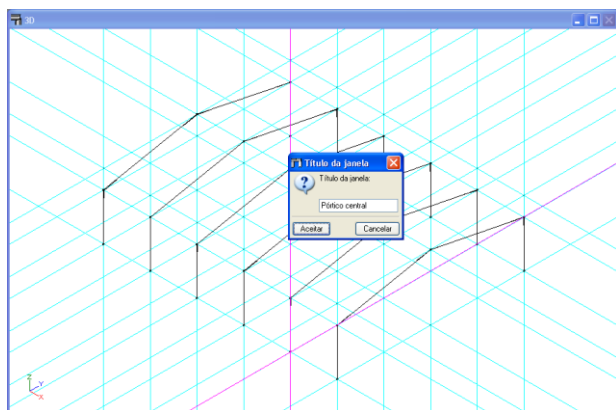 3D
Título da janela
Título da janela:
Pórtico central
Aceitar Cancelar
Z
Y
X